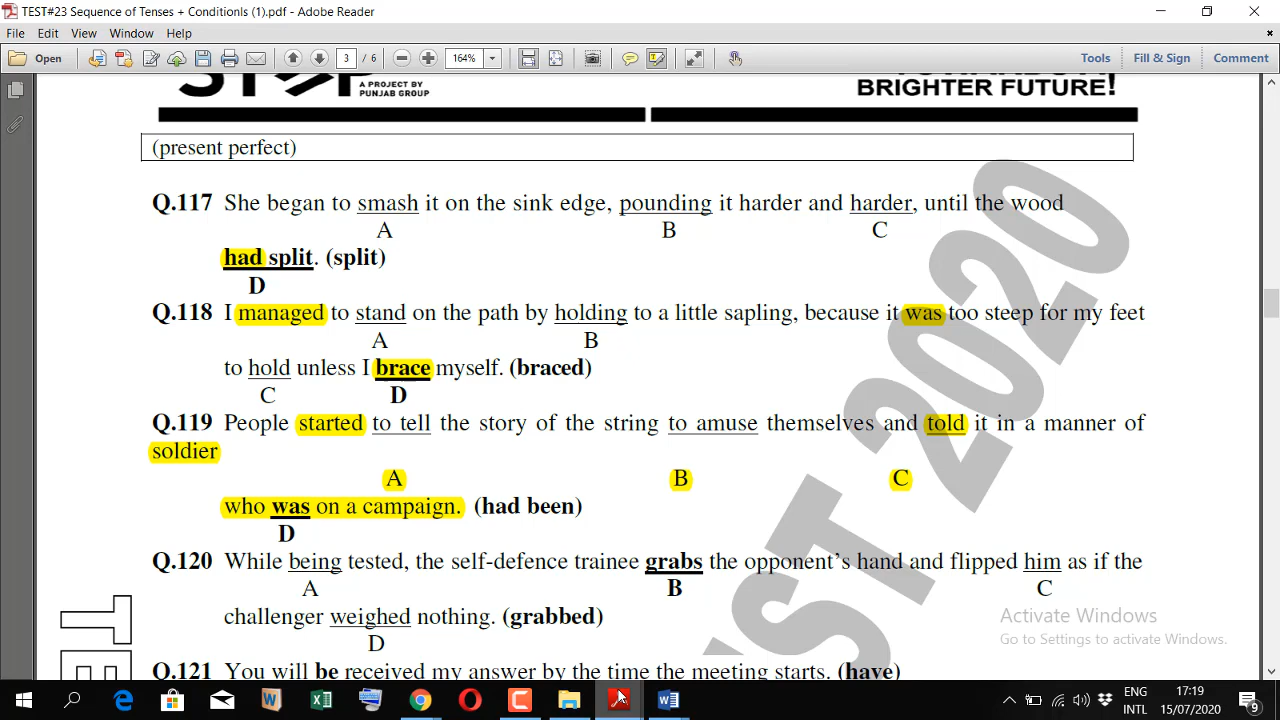 TEST#23 Sequence of Tenses + ConditionIs (1).pdf - Adobe Reader
File Edit View Window Help
Open 3 / 6 164% Tools Fill & Sign Comment
A PROJECT BY
PUNJAB GROUP
BRIGHTER FUTURE!
(present perfect)
Q.117 She began to smash it on the sink edge, pounding it harder and harder, until the wood
A B C
had split. (split)
D
Q.118 I managed to stand on the path by holding to a little sapling, because it was too steep for my feet
A B
to hold unless I brace myself. (braced)
C D
Q.119 People started to tell the story of the string to amuse themselves and told it in a manner of
soldier
A B C
who was on a campaign. (had been)
D
Q.120 While being tested, the self-defence trainee grabs the opponent's hand and flipped him as if the
A B C
challenger weighed nothing. (grabbed)
D
Q.121 You will be received my answer by the time the meeting starts. (have)
ST 2020
Activate Windows
Go to Settings to activate Windows.
ENG
INTL
17:19
15/07/2020
9